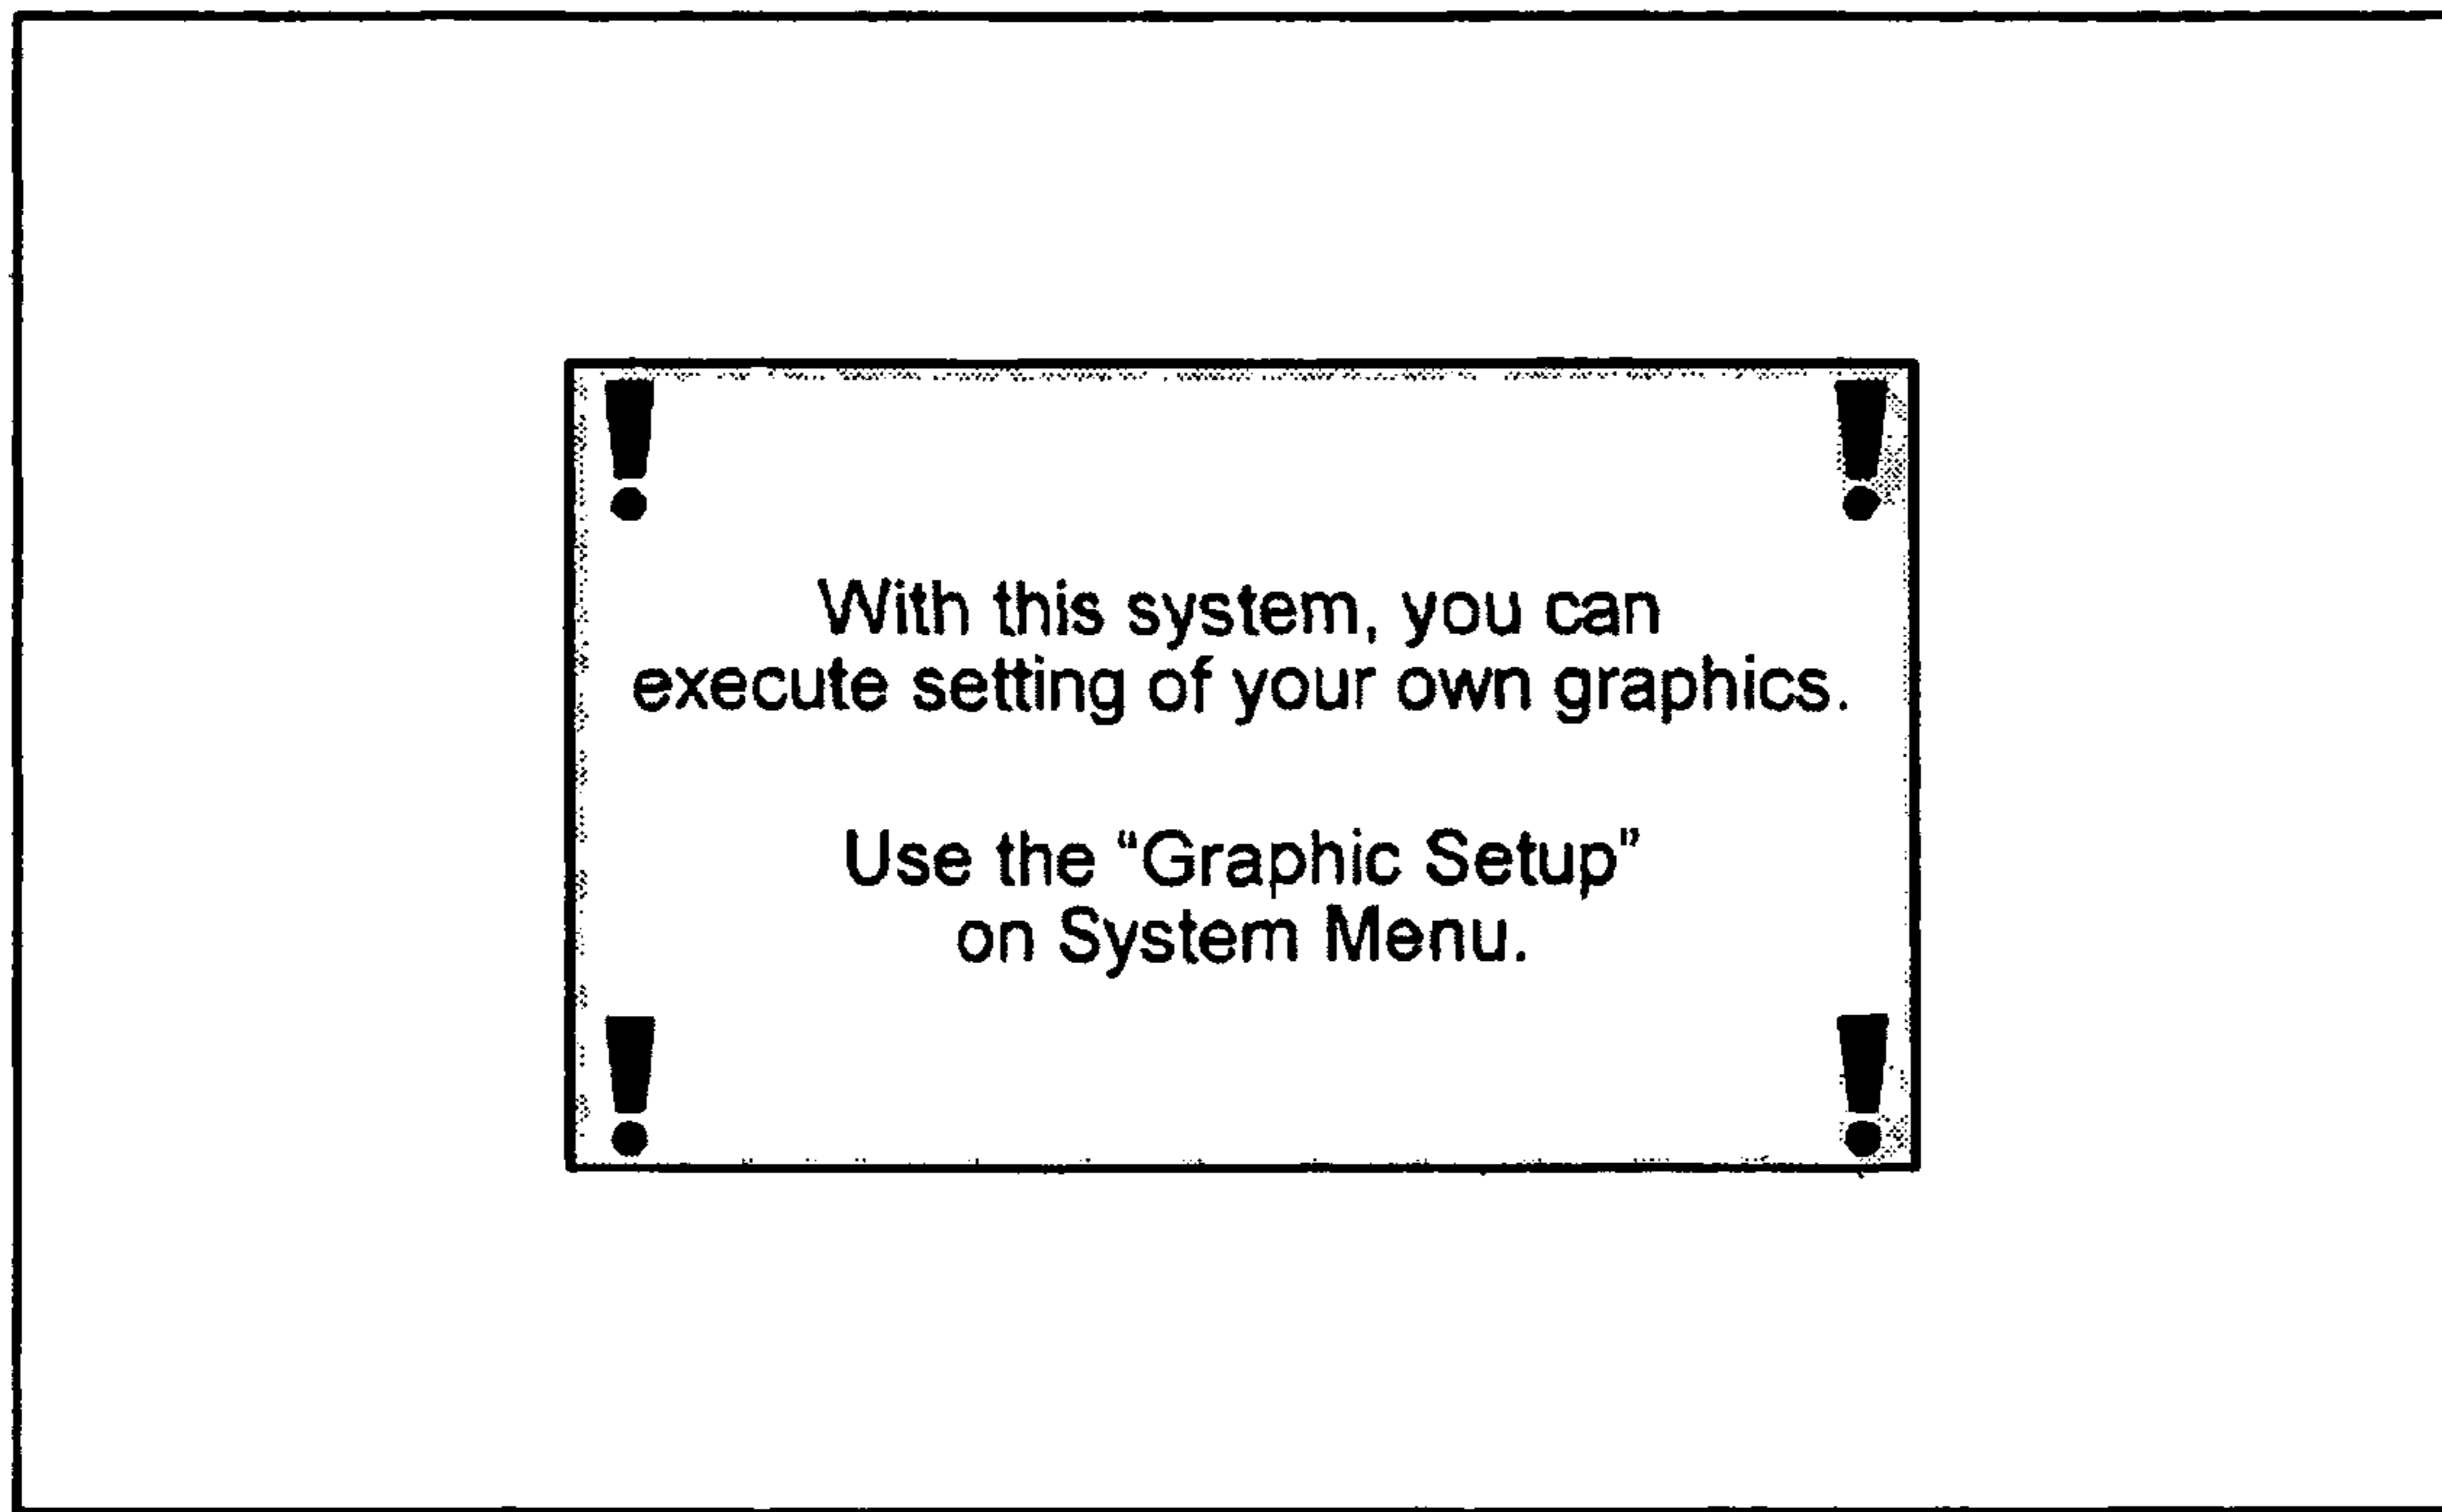 ! !
With this system, you can
execute setting of your own graphics.
Use the “Graphic Setup”
on System Menu.
! !